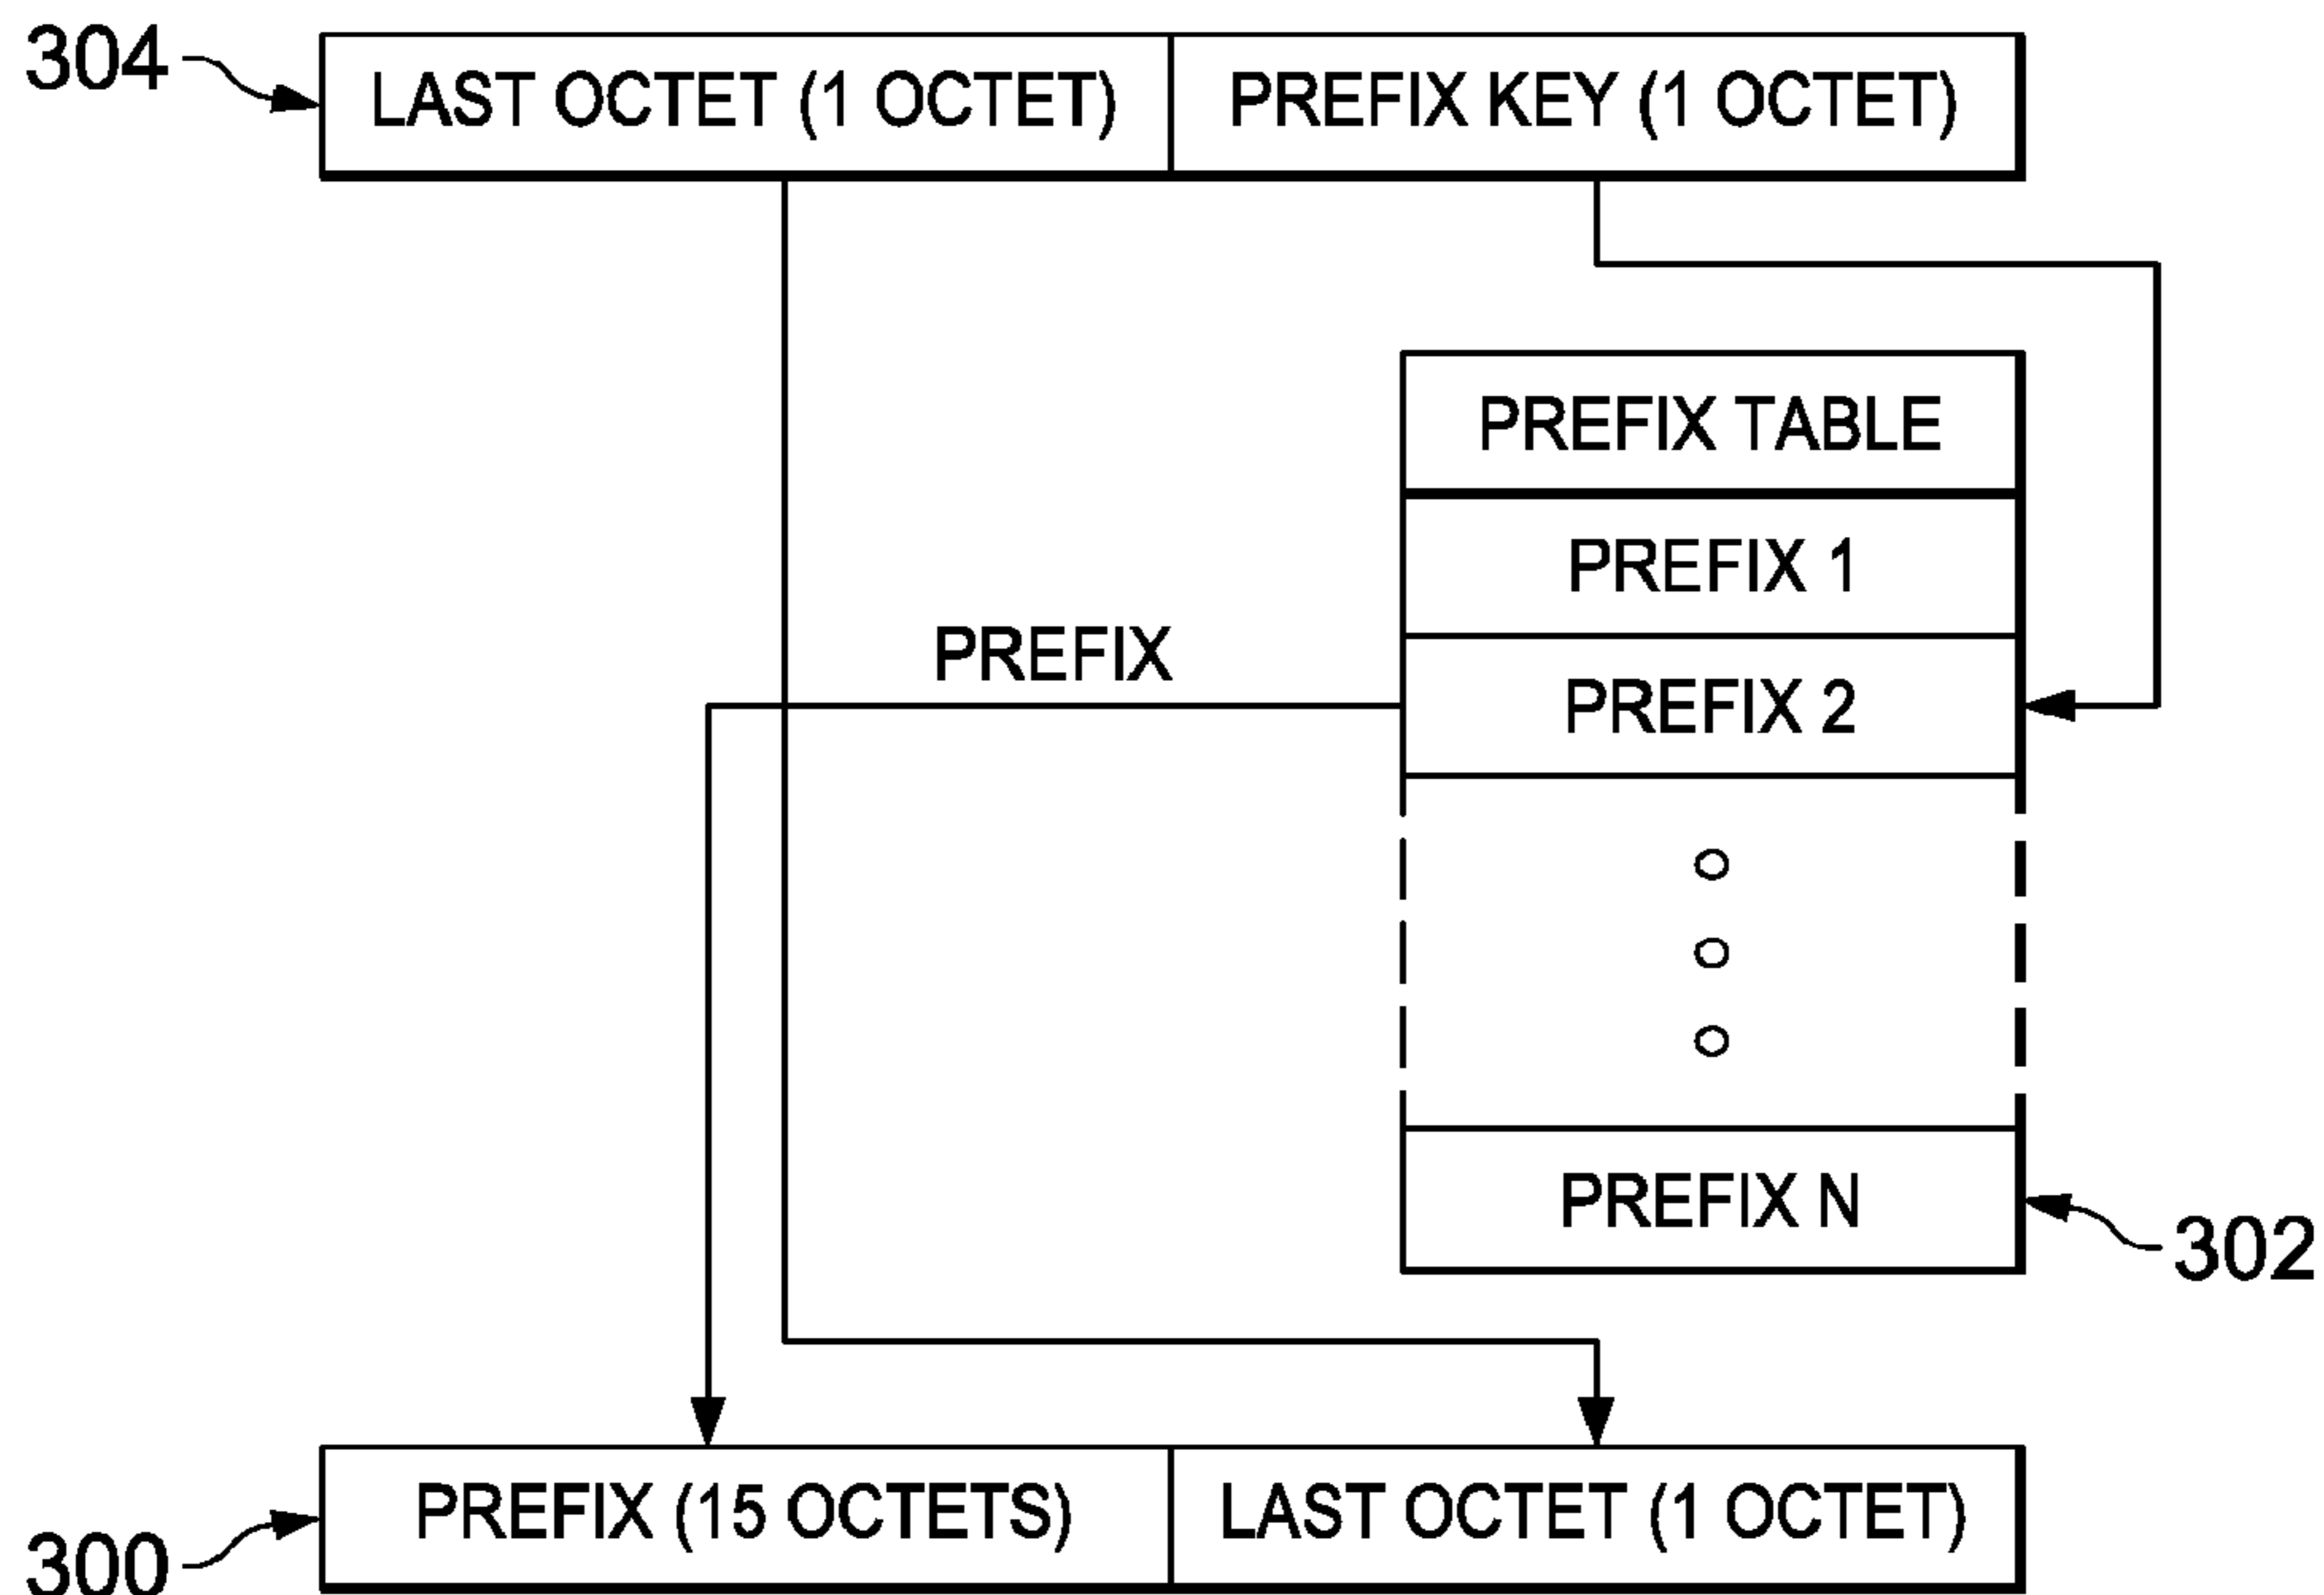 304
LAST OCTET (1 OCTET) PREFIX KEY (1 OCTET)
PREFIX TABLE
PREFIX 1
PREFIX
PREFIX 2
PREFIX N
302
PREFIX (15 OCTETS) LAST OCTET (1 OCTET)
300